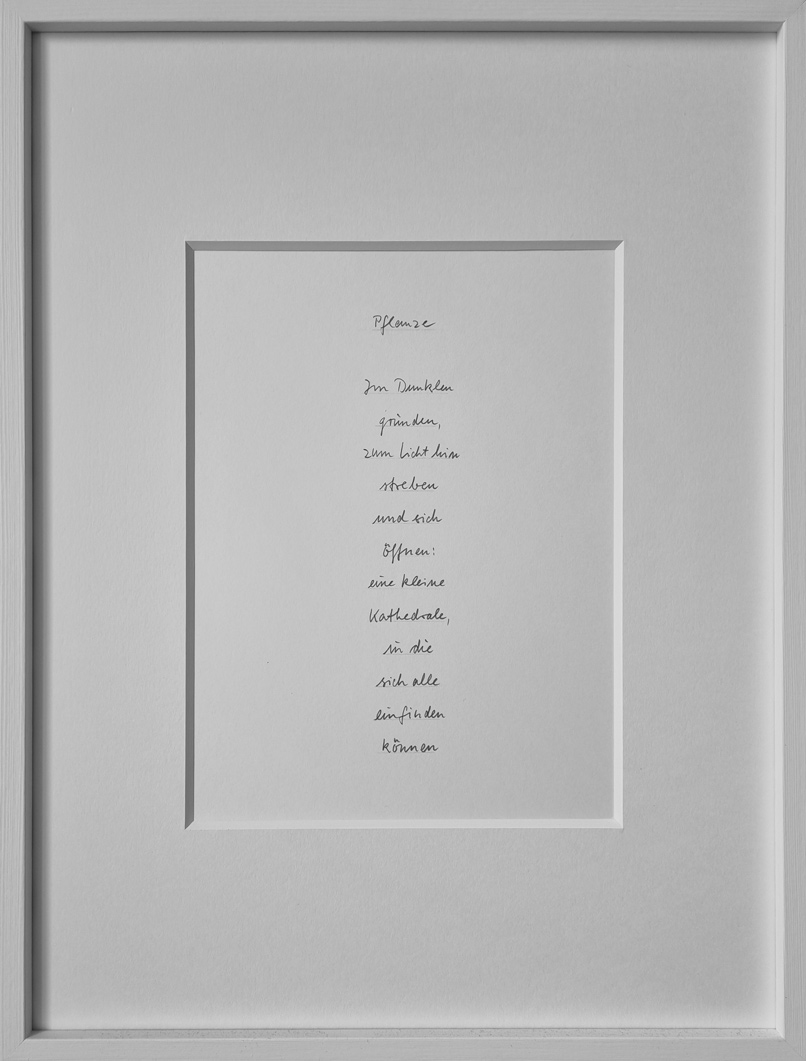 Pflanze
Im Dunklen
gründen,
zum Licht hin
streben
und sich
öffnen:
eine kleine
Kathedrale,
in die
sich alle
einfinden
können